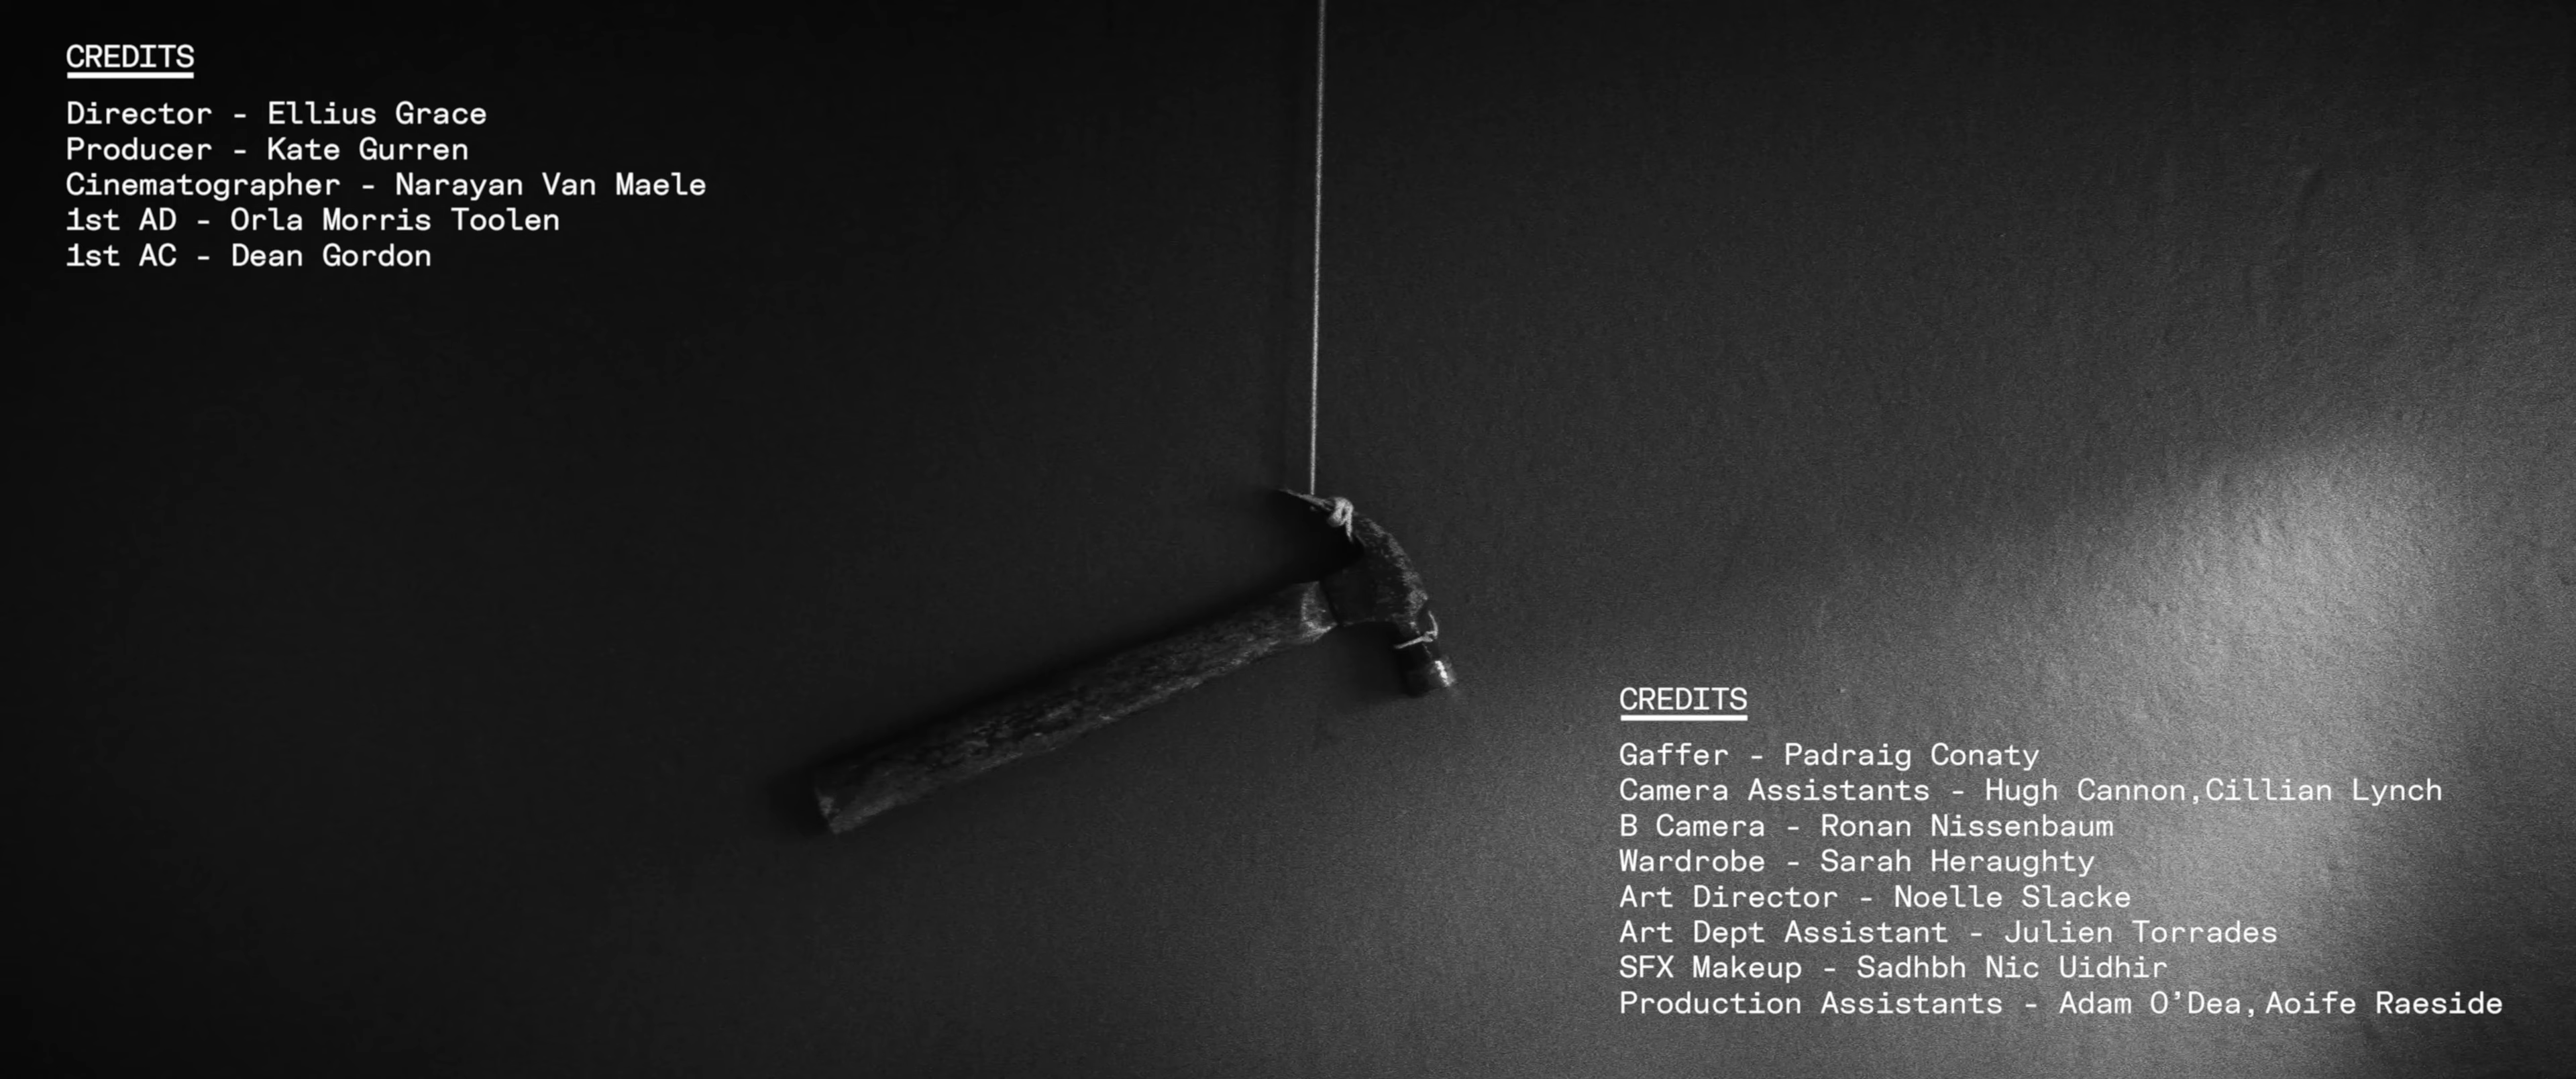 CREDITS
Director - Ellius Grace
Producer - Kate Gurren
Cinematographer - Narayan Van Maele
1st AD - Orla Morris Toolen
1st AC - Dean Gordon
CREDITS
Gaffer - Padraig Conaty
Camera Assistants - Hugh Cannon,Cillian Lynch
B Camera - Ronan Nissenbaum
Wardrobe - Sarah Heraughty
Art Director - Noelle Slacke
Art Dept Assistant - Julien Torrades
SFX Makeup - Sadhbh Nic Uidhir
Production Assistants - Adam O’Dea,Aoife Raeside